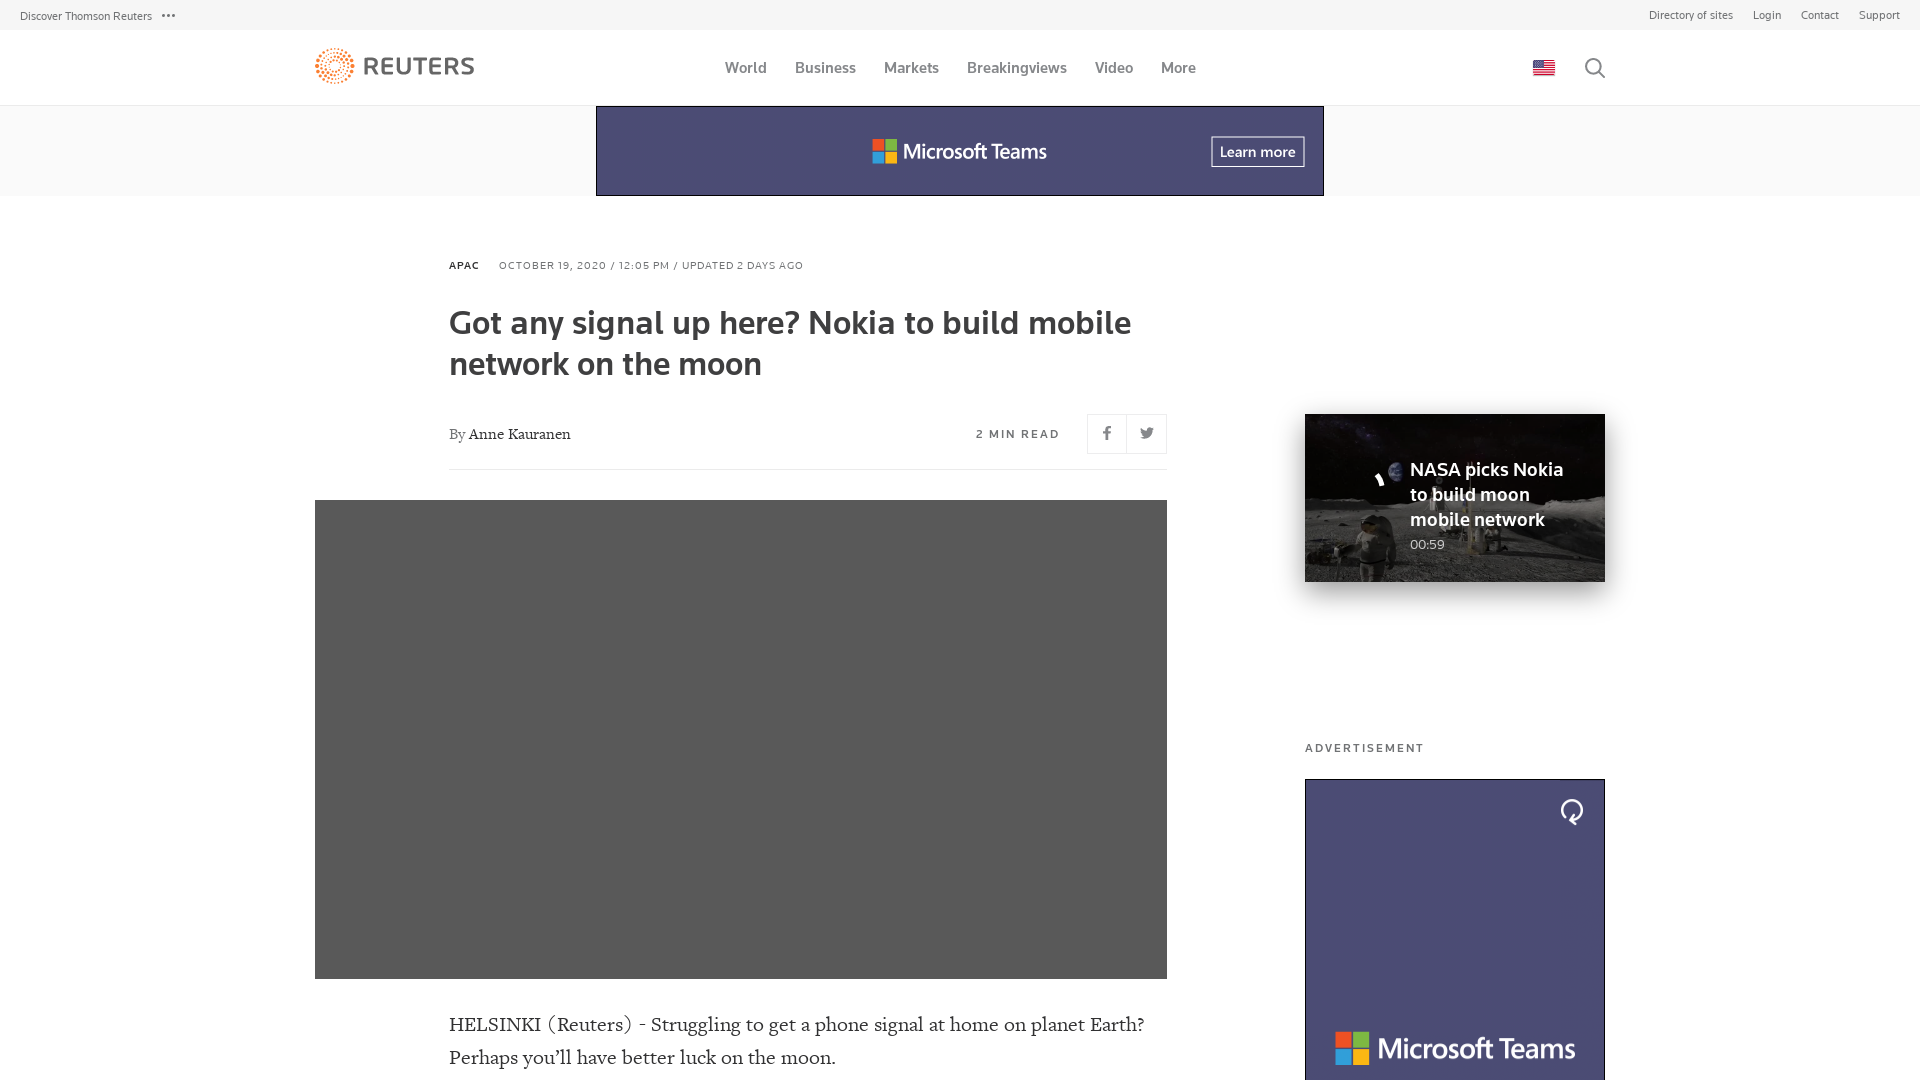 Discover Thomson Reuters
Directory of sites
Login
Contact
Support
REUTERS
World
Business
Markets
Breakingviews
Video
More
Microsoft Teams
Learn more
APAC
OCTOBER 19, 2020 / 12:05 PM / UPDATED 2 DAYS AGO
Got any signal up here? Nokia to build mobile
network on the moon
By Anne Kauranen
2 MIN READ
NASA picks Nokia
to build moon
mobile network
00:59
HELSINKI (Reuters) - Struggling to get a phone signal at home on planet Earth?
Perhaps you’ll have better luck on the moon.
ADVERTISEMENT
Microsoft Teams